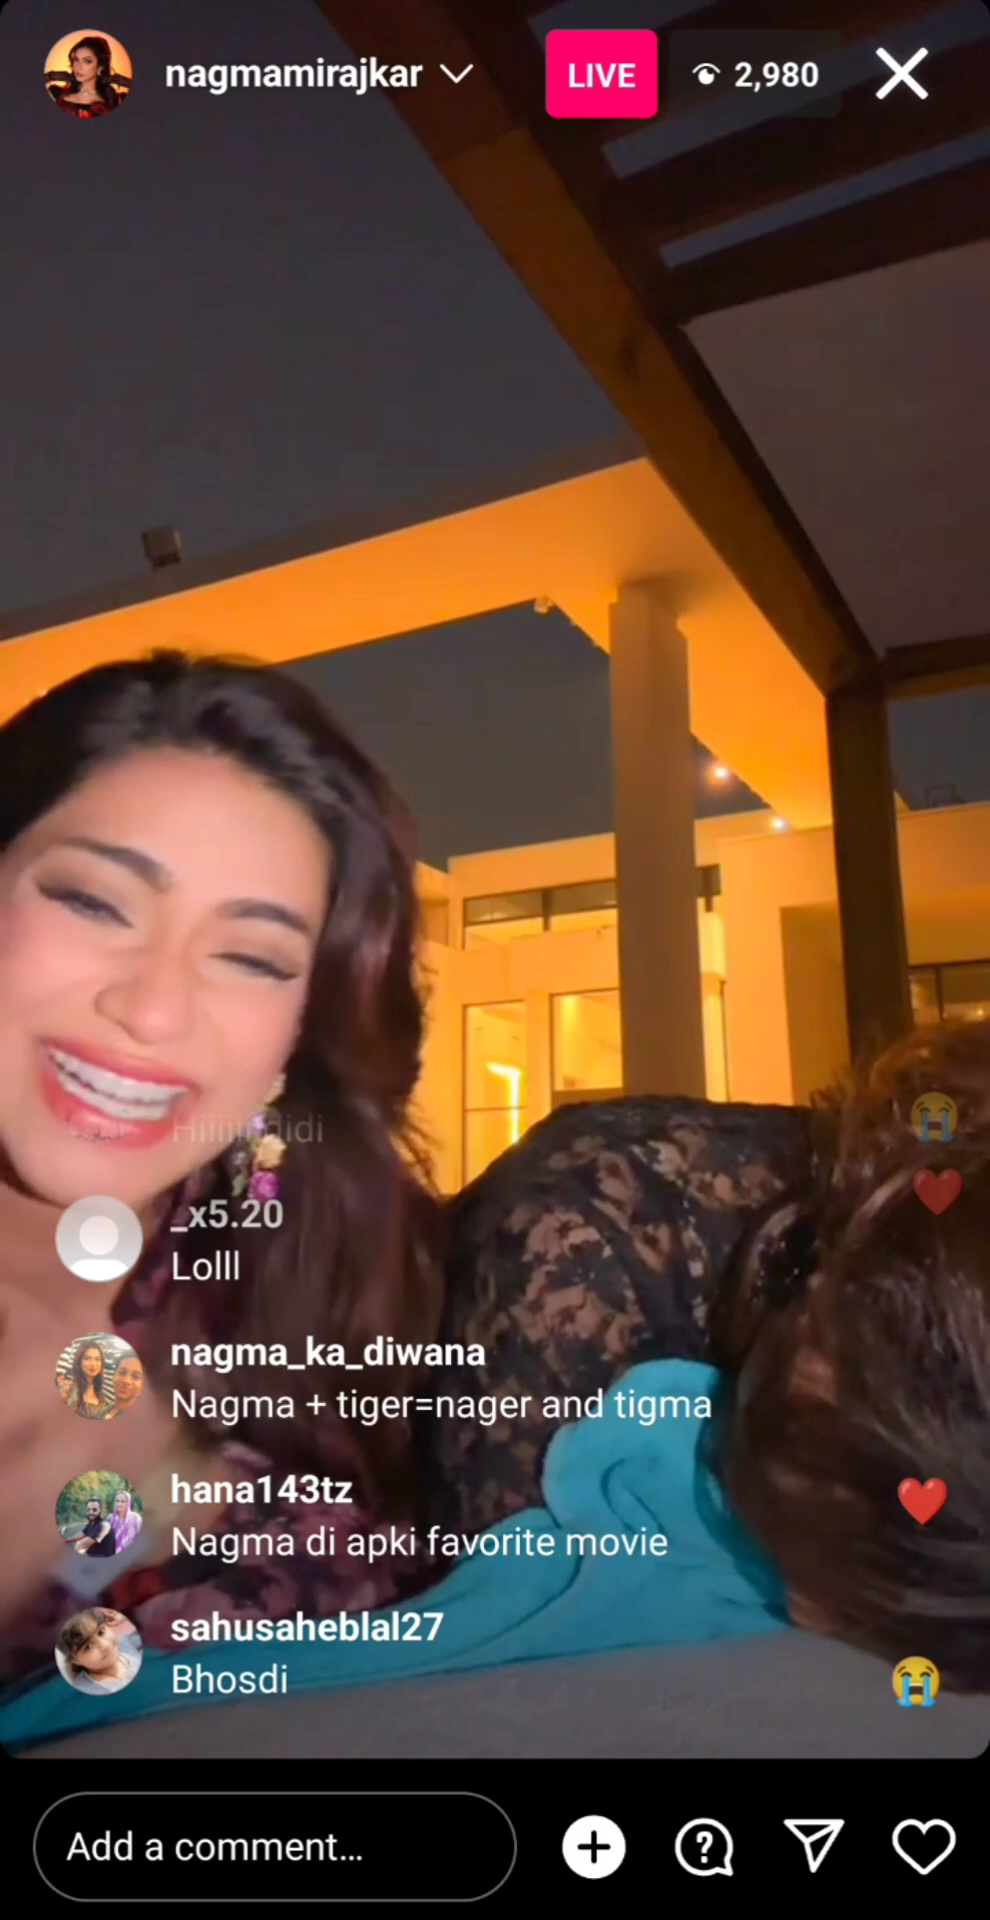 nagmamirajkar
LIVE
2,980
Hiiiiiididi
_x5.20
Lolll
nagma_ka_diwana
Nagma + tiger=nager and tigma
hana143tz
Nagma di apki favorite movie
sahusaheblal27
Bhosdi
Add a comment...